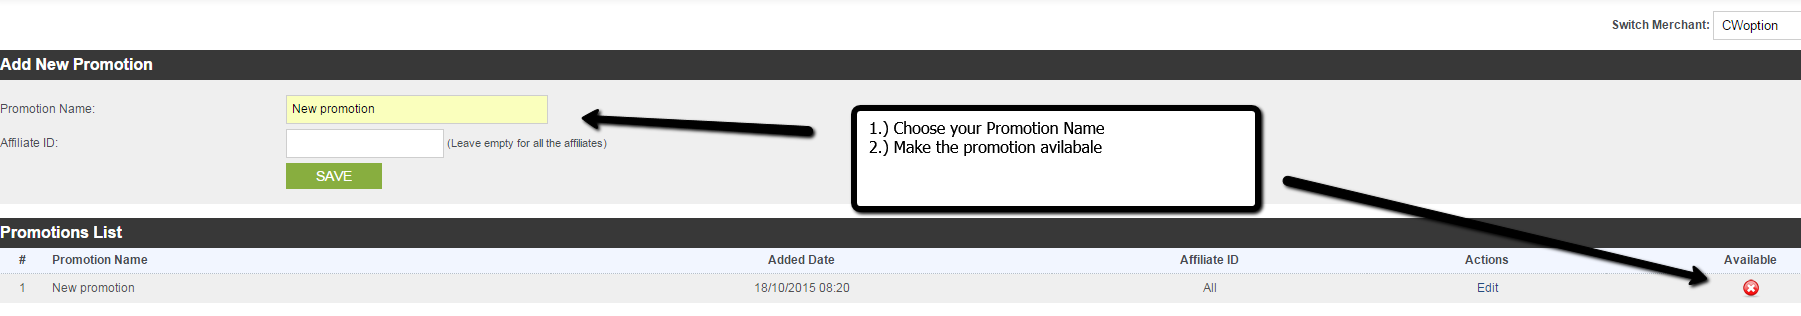 Switch Merchant: CWoption
Add New Promotion
Promotion Name: New promotion
1.) Choose your Promotion Name
2.) Make the promotion avilabale
Affiliate ID: (Leave empty for all the affiliates)
SAVE
Promotions List
# Promotion Name Added Date Affiliate ID Actions Available
1 New promotion 18/10/2015 08:20 All Edit